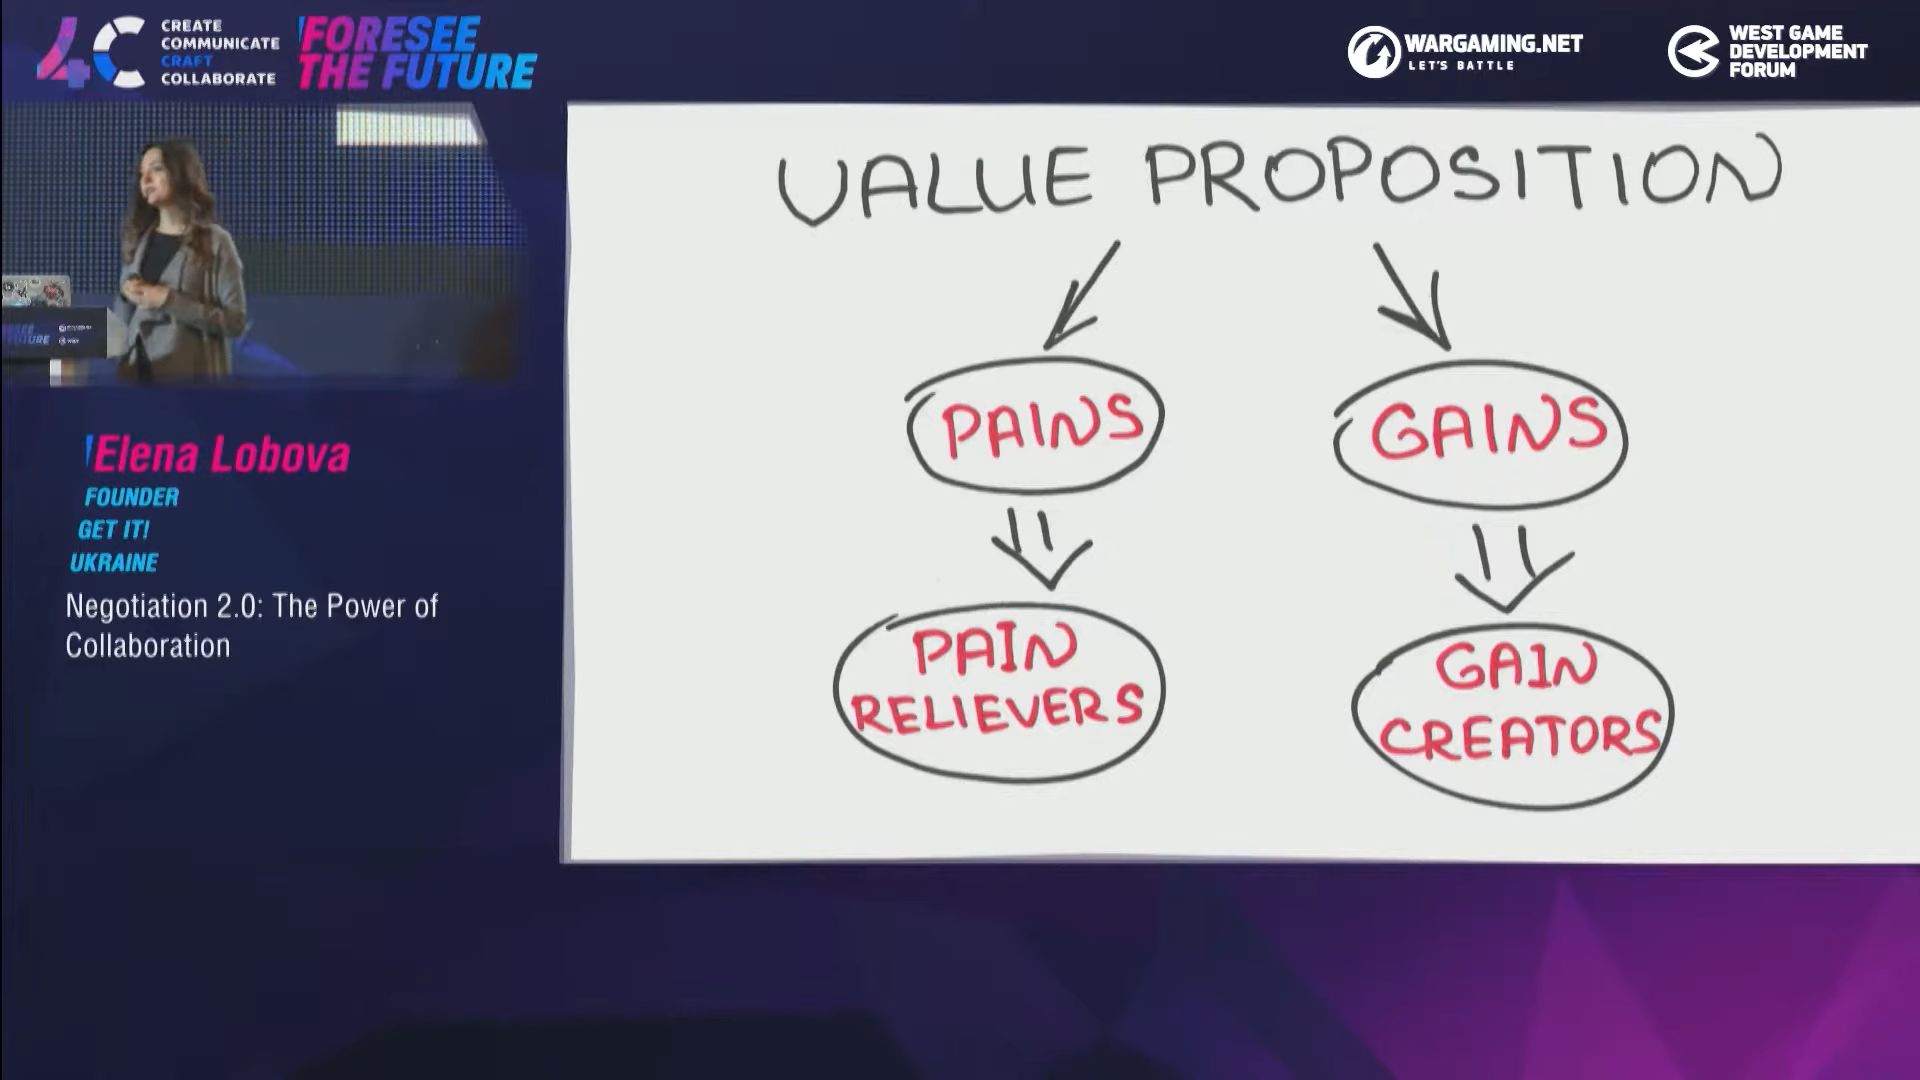 4C
CREATE
COMMUNICATE
CRAFT
COLLABORATE
FORESEE
THE FUTURE
WARGAMING.NET
LET'S BATTLE
WEST GAME
DEVELOPMENT
FORUM
VALUE PROPOSITION
PAINS
GAINS
PAIN
RELIEVERS
GAIN
CREATORS
Elena Lobova
FOUNDER
GET IT!
UKRAINE
Negotiation 2.0: The Power of
Collaboration